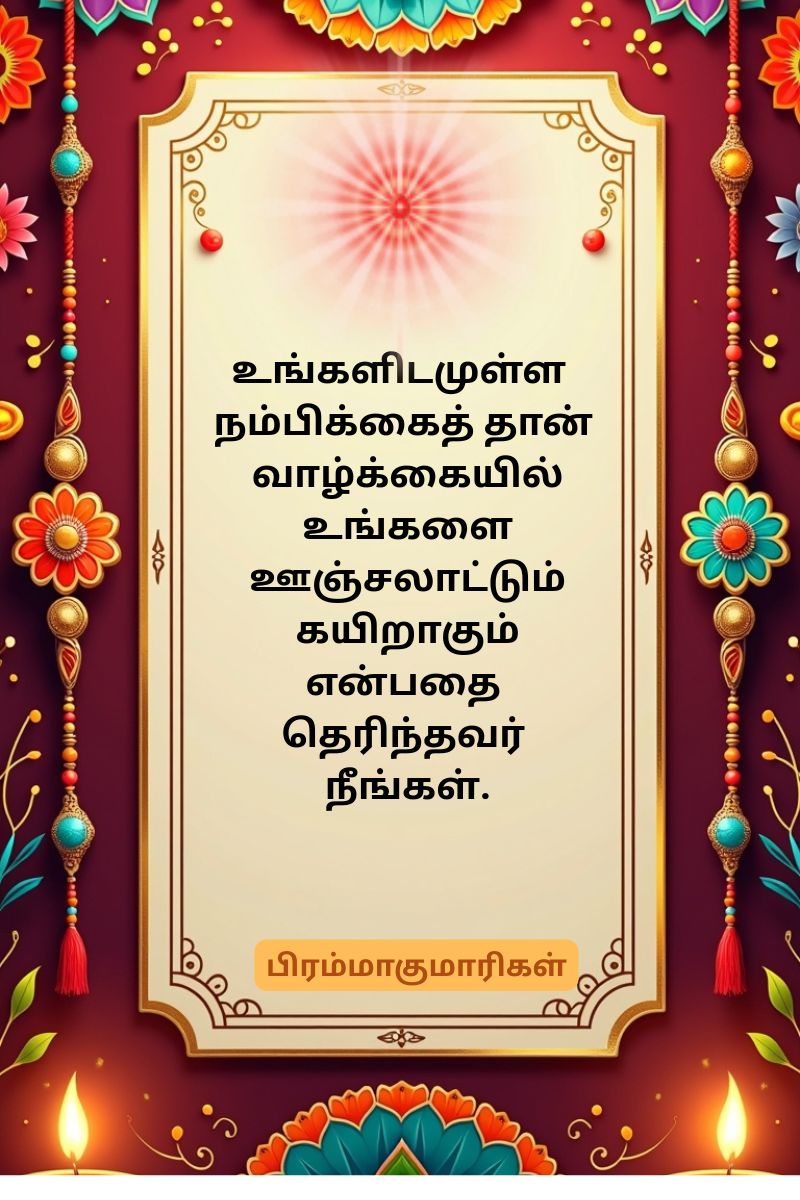 உங்களிடமுள்ள
நம்பிக்கைத் தான்
வாழ்க்கையில்
உங்களை
ஊஞ்சலாட்டும்
கயிறாகும்
என்பதை
தெரிந்தவர்
நீங்கள்.
பிரம்மாகுமாரிகள்